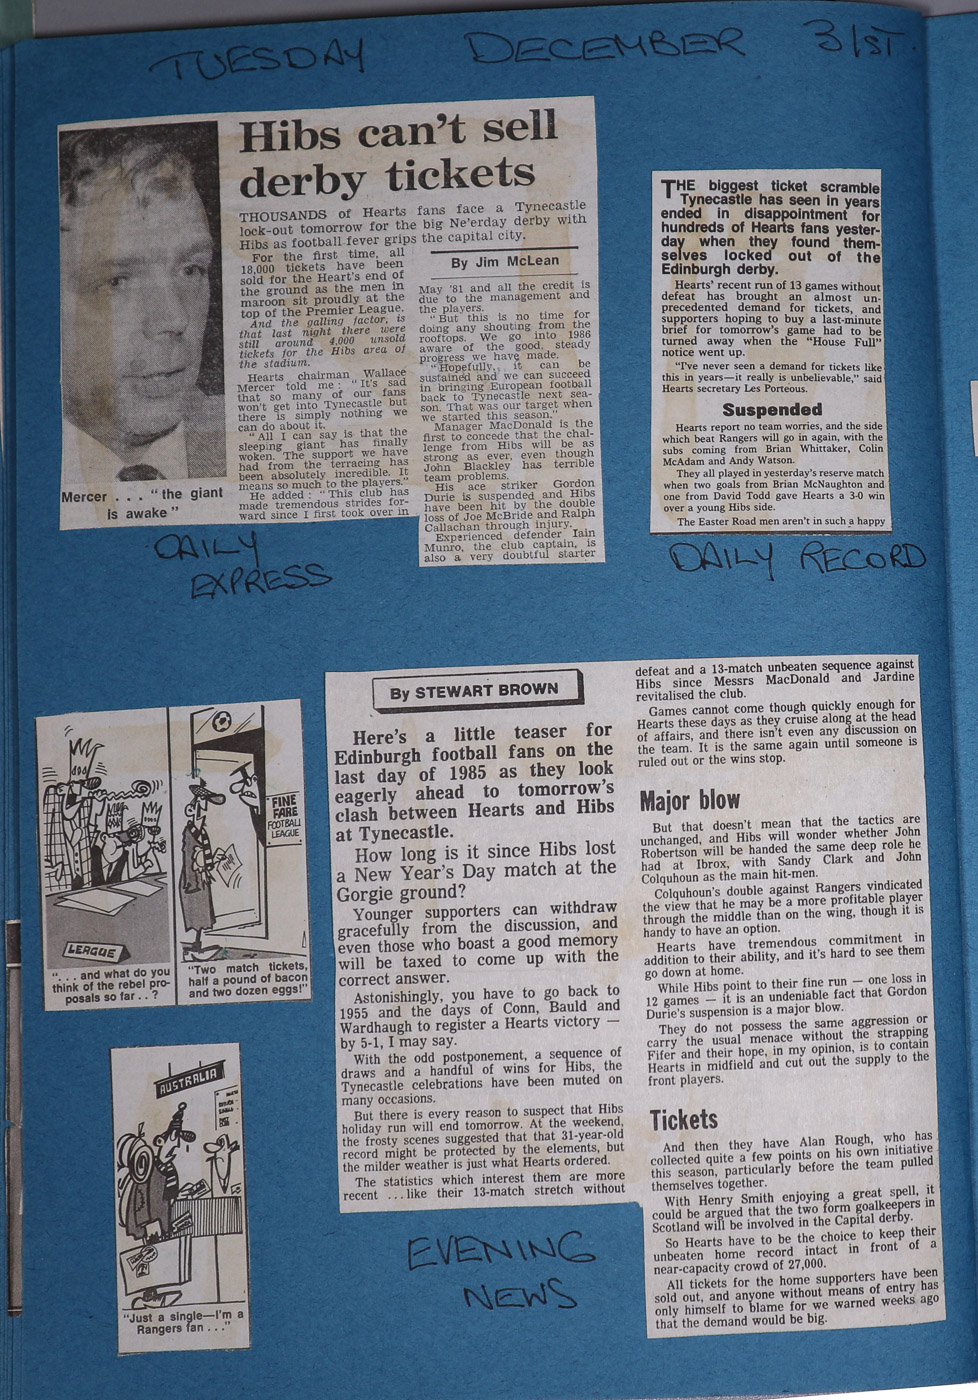 TUESDAY DECEMBER 31ST.
Hibs can't sell
derby tickets
THOUSANDS of Hearts fans face a Tynecastle
lock-out tomorrow for the big Ne'erday derby with
Hibs as football fever grips the capital city.
For the first time, all
18,000 tickets have been
sold for the Heart's end of
the ground as the men in
maroon sit proudly at the
top of the Premier League.
And the galling factor, is
that last night there were
still around 4,000 unsold
tickets for the Hibs area of
the stadium.
Hearts chairman Wallace
Mercer told me: "It's sad
that so many of our fans
won't get into Tynecastle but
there is simply nothing we
can do about it.
"All I can say is that the
sleeping giant has finally
woken. The support we have
had from the terracing has
been absolutely incredible. It
means so much to the players."
He added: "This club has
made tremendous strides for-
ward since I first took over in
By Jim McLean
May '81 and all the credit is
due to the management and
the players.
"But this is no time for
doing any shouting from the
rooftops. We go into 1986
aware of the good, steady
progress we have made.
"Hopefully, it can be
sustained and we can succeed
in bringing European football
back to Tynecastle next sea-
son. That was our target when
we started this season."
Manager MacDonald is the
first to concede that the chal-
lenge from Hibs will be as
strong as ever, even though
John Blackley has terrible
team problems.
His ace striker Gordon
Durie is suspended and Hibs
have been hit by the double
loss of Joe McBride and Ralph
Callachan through injury.
Experienced defender Iain
Munro, the club captain, is
also a very doubtful starter
Mercer . . . "the giant
is awake"
DAILY
EXPRESS
THE biggest ticket scramble
Tynecastle has seen in years
ended in disappointment for
hundreds of Hearts fans yester-
day when they found them-
selves locked out of the
Edinburgh derby.
Hearts' recent run of 13 games without
defeat has brought an almost un-
precedented demand for tickets, and
supporters hoping to buy a last-minute
brief for tomorrow's game had to be
turned away when the "House Full"
notice went up.
"I've never seen a demand for tickets like
this in years—it really is unbelievable," said
Hearts secretary Les Porteous.
Suspended
Hearts report no team worries, and the side
which beat Rangers will go in again, with the
subs coming from Brian Whittaker, Colin
McAdam and Andy Watson.
They all played in yesterday's reserve match
when two goals from Brian McNaughton and
one from David Todd gave Hearts a 3-0 win
over a young Hibs side.
The Easter Road men aren't in such a happy
DAILY RECORD
LEAGUE
". . . and what do you
think of the rebel pro-
posals so far . . ?
FINE
FARE
FOOTBALL
LEAGUE
"Two match tickets,
half a pound of bacon
and two dozen eggs!"
AUSTRALIA
"Just a single—I'm a
Rangers fan . . ."
By STEWART BROWN
Here's a little teaser for
Edinburgh football fans on the
last day of 1985 as they look
eagerly ahead to tomorrow's
clash between Hearts and Hibs
at Tynecastle.
How long is it since Hibs lost
a New Year's Day match at the
Gorgie ground?
Younger supporters can withdraw
gracefully from the discussion, and
even those who boast a good memory
will be taxed to come up with the
correct answer.
Astonishingly, you have to go back to
1955 and the days of Conn, Bauld and
Wardhaugh to register a Hearts victory —
by 5-1, I may say.
With the odd postponement, a sequence of
draws and a handful of wins for Hibs, the
Tynecastle celebrations have been muted on
many occasions.
But there is every reason to suspect that Hibs
holiday run will end tomorrow. At the weekend,
the frosty scenes suggested that that 31-year-old
record might be protected by the elements, but
the milder weather is just what Hearts ordered.
The statistics which interest them are more
recent ...like their 13-match stretch without
defeat and a 13-match unbeaten sequence against
Hibs since Messrs MacDonald and Jardine
revitalised the club.
Games cannot come though quickly enough for
Hearts these days as they cruise along at the head
of affairs, and there isn't even any discussion on
the team. It is the same again until someone is
ruled out or the wins stop.
Major blow
But that doesn't mean that the tactics are
unchanged, and Hibs will wonder whether John
Robertson will be handed the same deep role he
had at Ibrox, with Sandy Clark and John
Colquhoun as the main hit-men.
Colquhoun's double against Rangers vindicated
the view that he may be a more profitable player
through the middle than on the wing, though it is
handy to have an option.
Hearts have tremendous commitment in
addition to their ability, and it's hard to see them
go down at home.
While Hibs point to their fine run — one loss in
12 games — it is an undeniable fact that Gordon
Durie's suspension is a major blow.
They do not possess the same aggression or
carry the usual menace without the strapping
Fifer and their hope, in my opinion, is to contain
Hearts in midfield and cut out the supply to the
front players.
Tickets
And then they have Alan Rough, who has
collected quite a few points on his own initiative
this season, particularly before the team pulled
themselves together.
With Henry Smith enjoying a great spell, it
could be argued that the two form goalkeepers in
Scotland will be involved in the Capital derby.
So Hearts have to be the choice to keep their
unbeaten home record intact in front of a
near-capacity crowd of 27,000.
All tickets for the home supporters have been
sold out, and anyone without means of entry has
only himself to blame for we warned weeks ago
that the demand would be big.
EVENING
NEWS